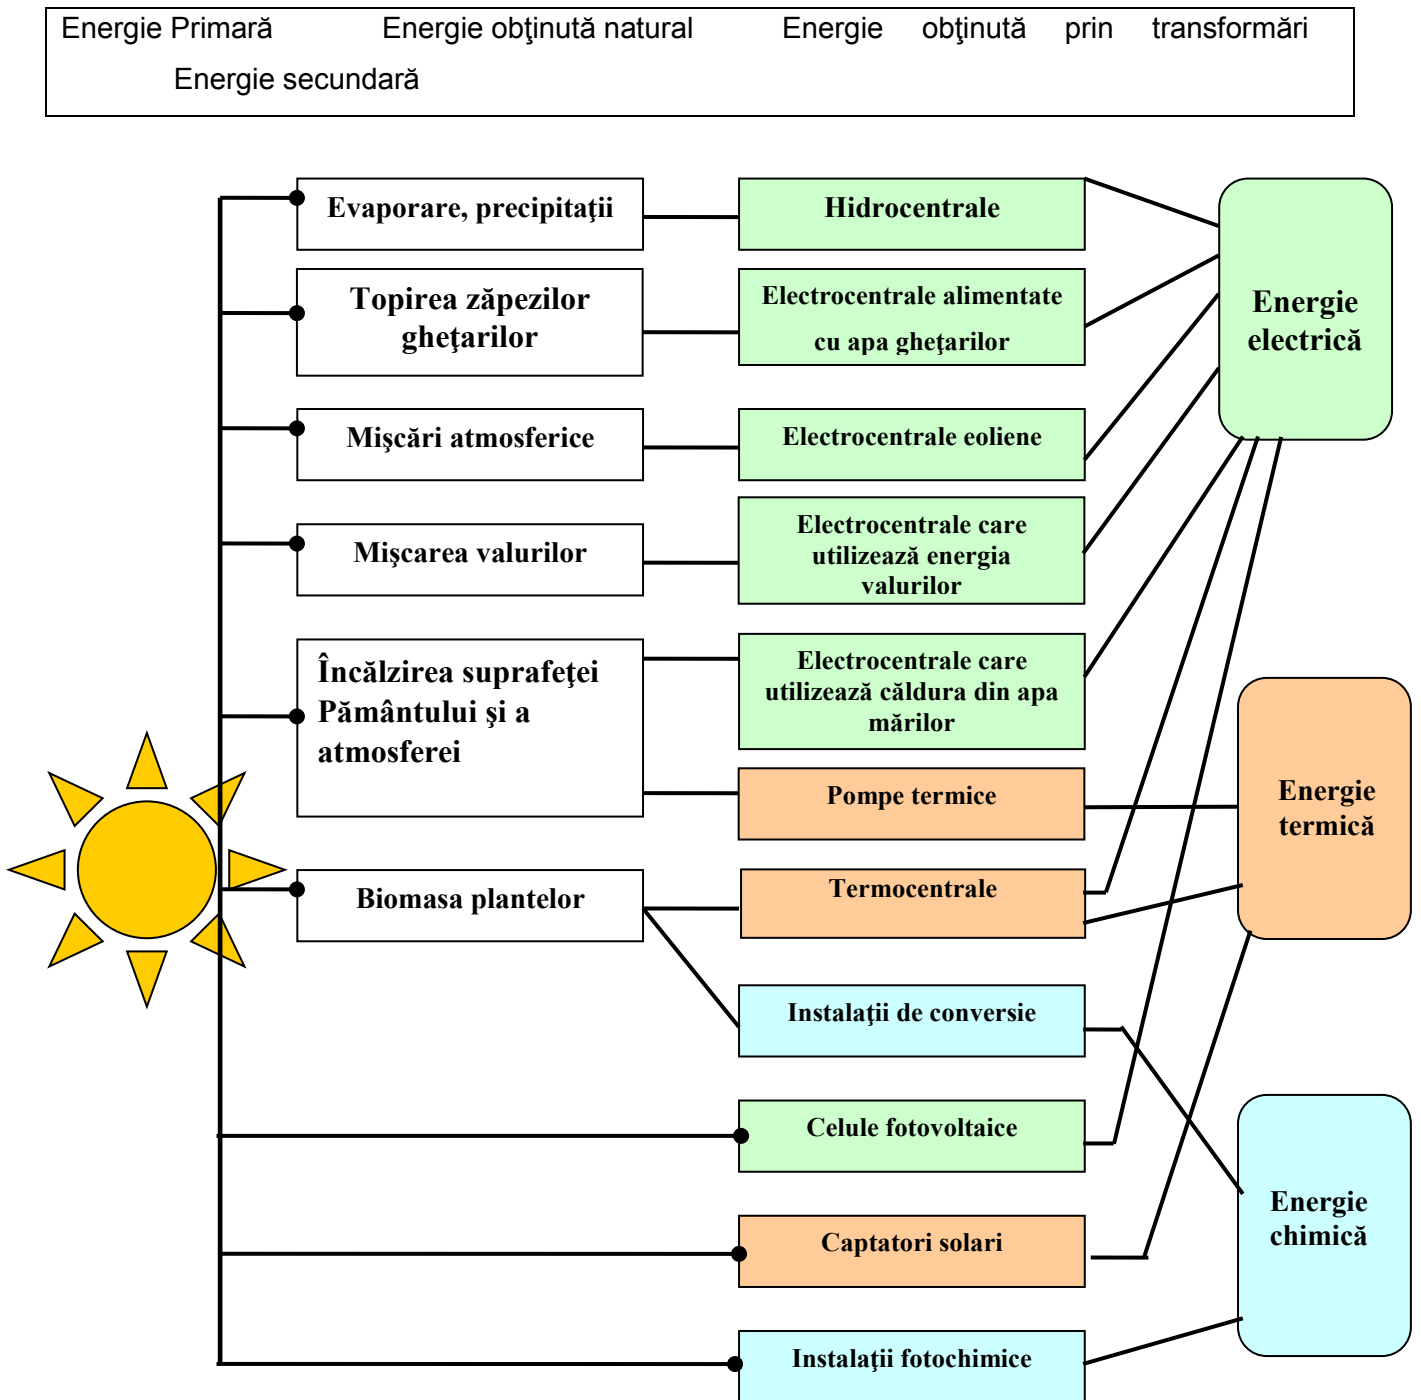 Energie Primară Energie obţinută natural Energie obţinută prin transformări
Energie secundară
Evaporare, precipitaţii
Hidrocentrale
Topirea zăpezilor
gheţarilor
Electrocentrale alimentate
cu apa gheţarilor
Energie
electrică
Mişcări atmosferice
Electrocentrale eoliene
Mişcarea valurilor
Electrocentrale care
utilizează energia
valurilor
Încălzirea suprafeţei
Pământului şi a
atmosferei
Electrocentrale care
utilizează căldura din apa
mărilor
Pompe termice
Energie
termică
Biomasa plantelor
Termocentrale
Instalaţii de conversie
Celule fotovoltaice
Energie
chimică
Captatori solari
Instalaţii fotochimice